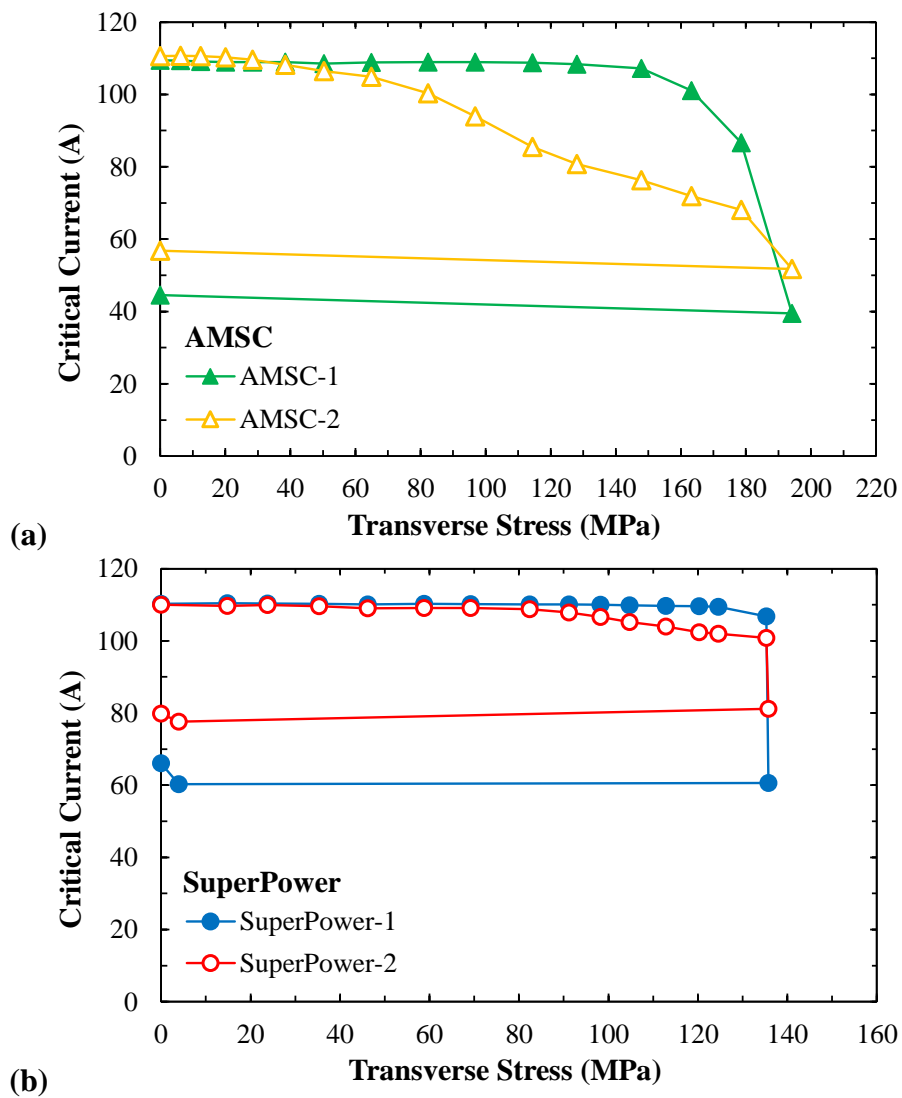 120
100
80
60
40
20
0
Critical Current (A)
AMSC
AMSC-1
AMSC-2
0 20 40 60 80 100 120 140 160 180 200 220
Transverse Stress (MPa)
(a)
120
100
80
60
40
20
0
Critical Current (A)
SuperPower
SuperPower-1
SuperPower-2
0 20 40 60 80 100 120 140 160
Transverse Stress (MPa)
(b)